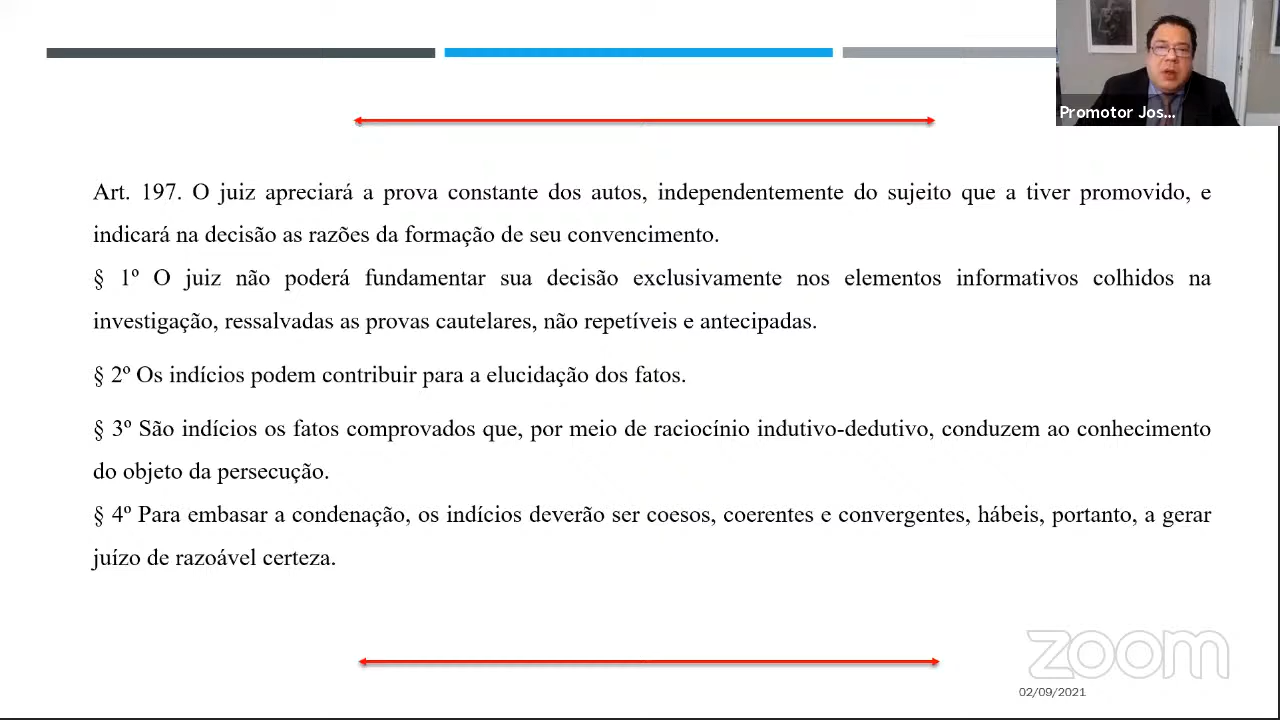 Promotor Jos...
Art. 197. O juiz apreciará a prova constante dos autos, independentemente do sujeito que a tiver promovido, e
indicará na decisão as razões da formação de seu convencimento.
§ 1º O juiz não poderá fundamentar sua decisão exclusivamente nos elementos informativos colhidos na
investigação, ressalvadas as provas cautelares, não repetíveis e antecipadas.
§ 2º Os indícios podem contribuir para a elucidação dos fatos.
§ 3º São indícios os fatos comprovados que, por meio de raciocínio indutivo-dedutivo, conduzem ao conhecimento
do objeto da persecução.
§ 4º Para embasar a condenação, os indícios deverão ser coesos, coerentes e convergentes, hábeis, portanto, a gerar
juízo de razoável certeza.
zoom
02/09/2021